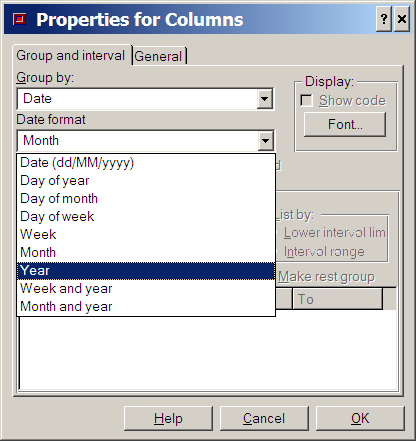 Properties for Columns
? ×
Group and interval General
Group by:
Date
Date format
Month
Date (dd/MM/yyyy)
Day of year
Day of month
Day of week
Week
Month
Year
Week and year
Month and year
Display:
Show code
Font...
List by:
Lower interval lim
Interval range
Make rest group
To
Help Cancel OK